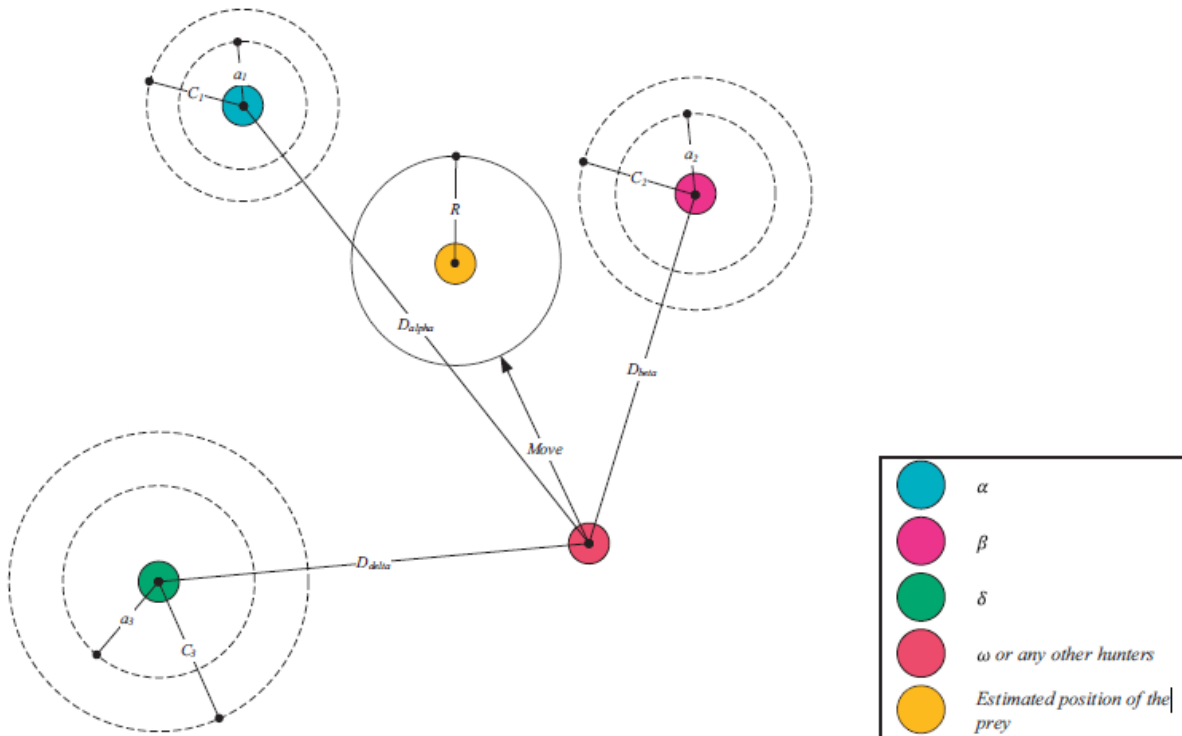 a1
C1
a2
C2
R
Dalpha
Dbeta
Move
Ddelta
a3
C3
α
β
δ
ω or any other hunters
Estimated position of the
prey